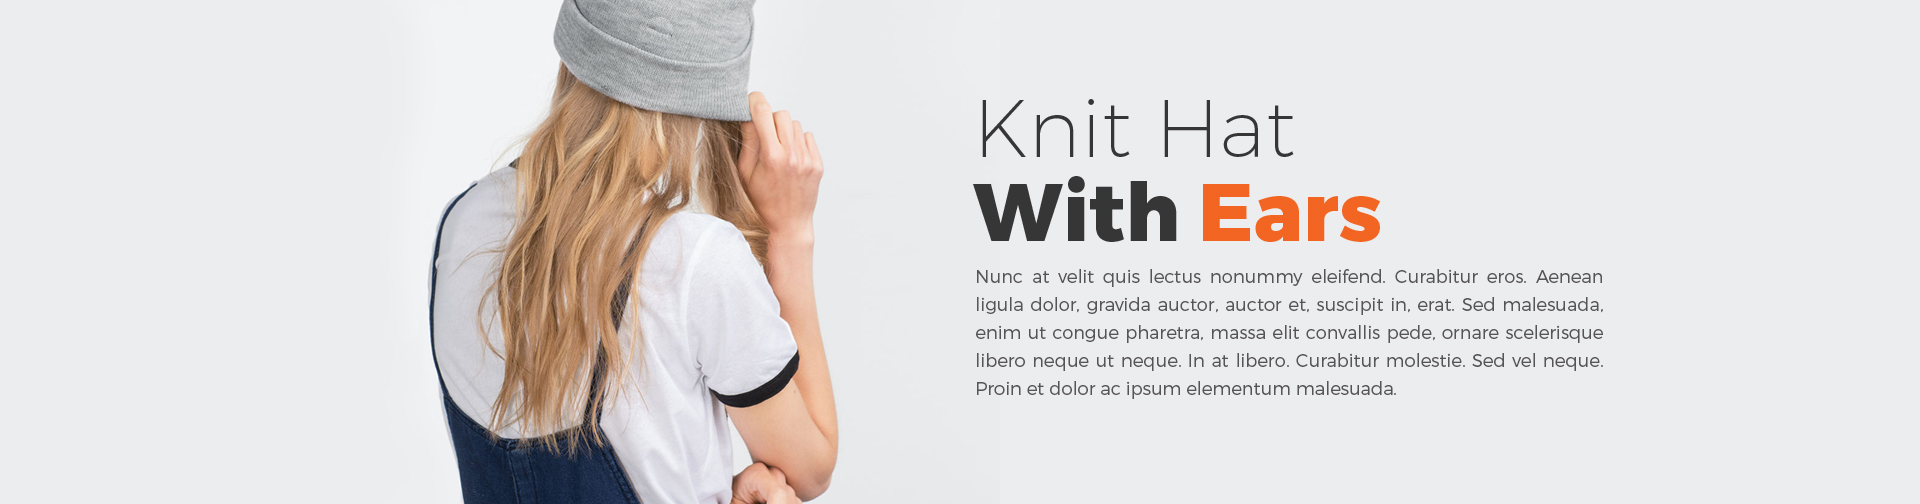 Knit Hat
With Ears
Nunc at velit quis lectus nonummy eleifend. Curabitur eros. Aenean
ligula dolor, gravida auctor, auctor et, suscipit in, erat. Sed malesuada,
enim ut congue pharetra, massa elit convallis pede, ornare scelerisque
libero neque ut neque. In at libero. Curabitur molestie. Sed vel neque.
Proin et dolor ac ipsum elementum malesuada.